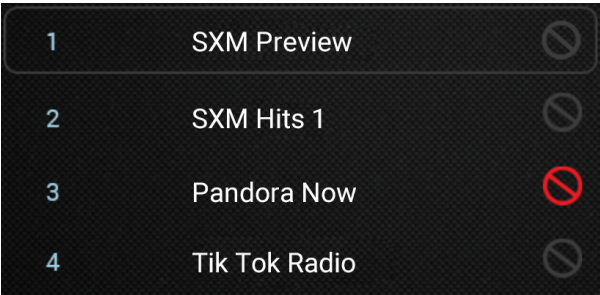 1 SXM Preview
2 SXM Hits 1
3 Pandora Now
4 Tik Tok Radio